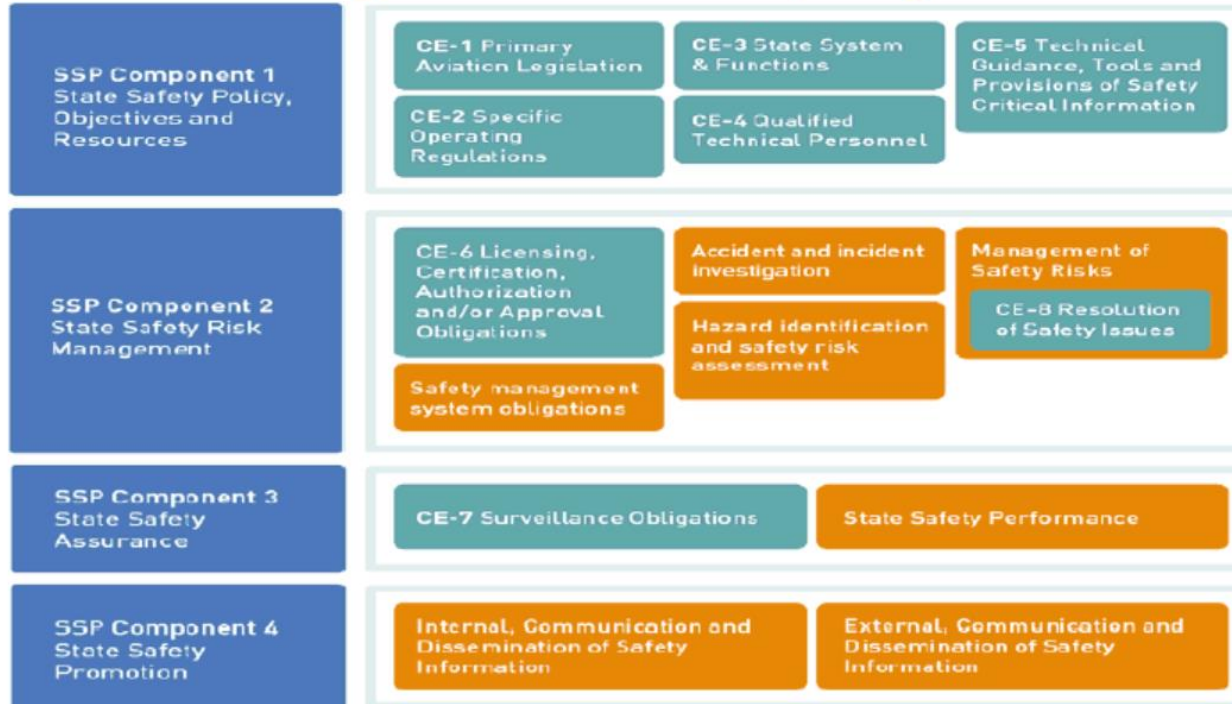 SSP Component 1
State Safety Policy,
Objectives and
Resources
CE-1 Primary
Aviation Legislation
CE-2 Specific
Operating
Regulations
CE-3 State System
& Functions
CE-4 Qualified
Technical Personnel
CE-5 Technical
Guidance, Tools and
Provisions of Safety
Critical Information
SSP Component 2
State Safety Risk
Management
CE-6 Licensing,
Certification,
Authorization
and/or Approval
Obligations
Safety management
system obligations
Accident and incident
investigation
Hazard identification
and safety risk
assessment
Management of
Safety Risks
CE-8 Resolution
of Safety Issues
SSP Component 3
State Safety
Assurance
CE-7 Surveillance Obligations
State Safety Performance
SSP Component 4
State Safety
Promotion
Internal, Communication and
Dissemination of Safety
Information
External, Communication and
Dissemination of Safety
Information